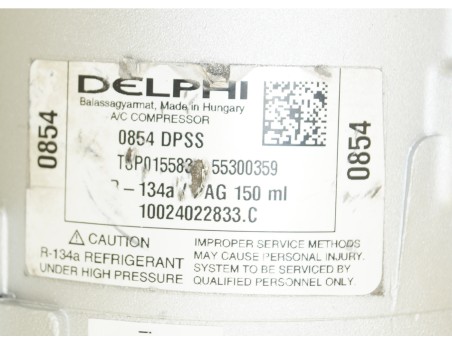 DELPHI
Balassagyarmat, Made in Hungary
A/C COMPRESSOR
0854
0854 DPSS
0854
55300359
R - 134a / PAG 150 ml
10024022833.C
⚠ CAUTION
R-134a REFRIGERANT
UNDER HIGH PRESSURE
IMPROPER SERVICE METHODS
MAY CAUSE PERSONAL INJURY.
SYSTEM TO BE SERVICED BY
QUALIFIED PERSONNEL ONLY.